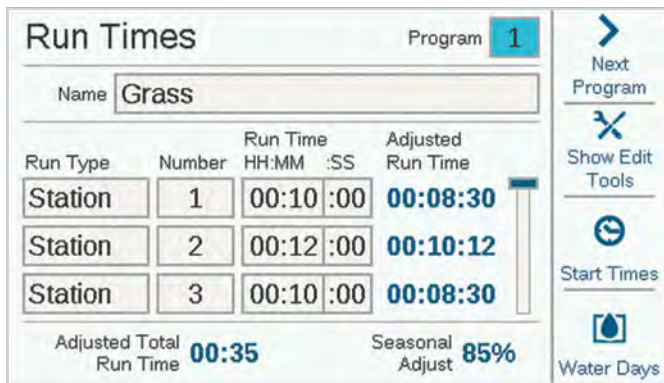 Run Times
Program 1
Name Grass
Run Type Number Run Time HH:MM :SS Adjusted Run Time
Station 1 00:10 :00 00:08:30
Station 2 00:12 :00 00:10:12
Station 3 00:10 :00 00:08:30
Adjusted Total Run Time 00:35
Seasonal Adjust 85%
Next
Program
Show Edit
Tools
Start Times
Water Days